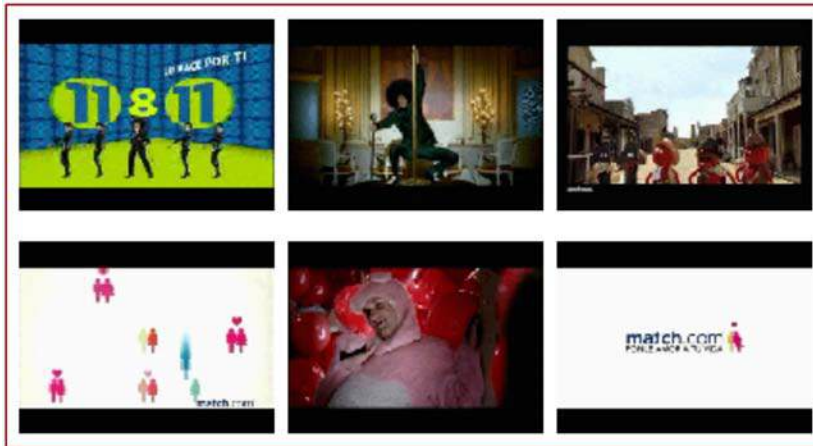 LO HACE POR TI
11 8 11
match.com
match.com
PONLE AMOR A TU VIDA